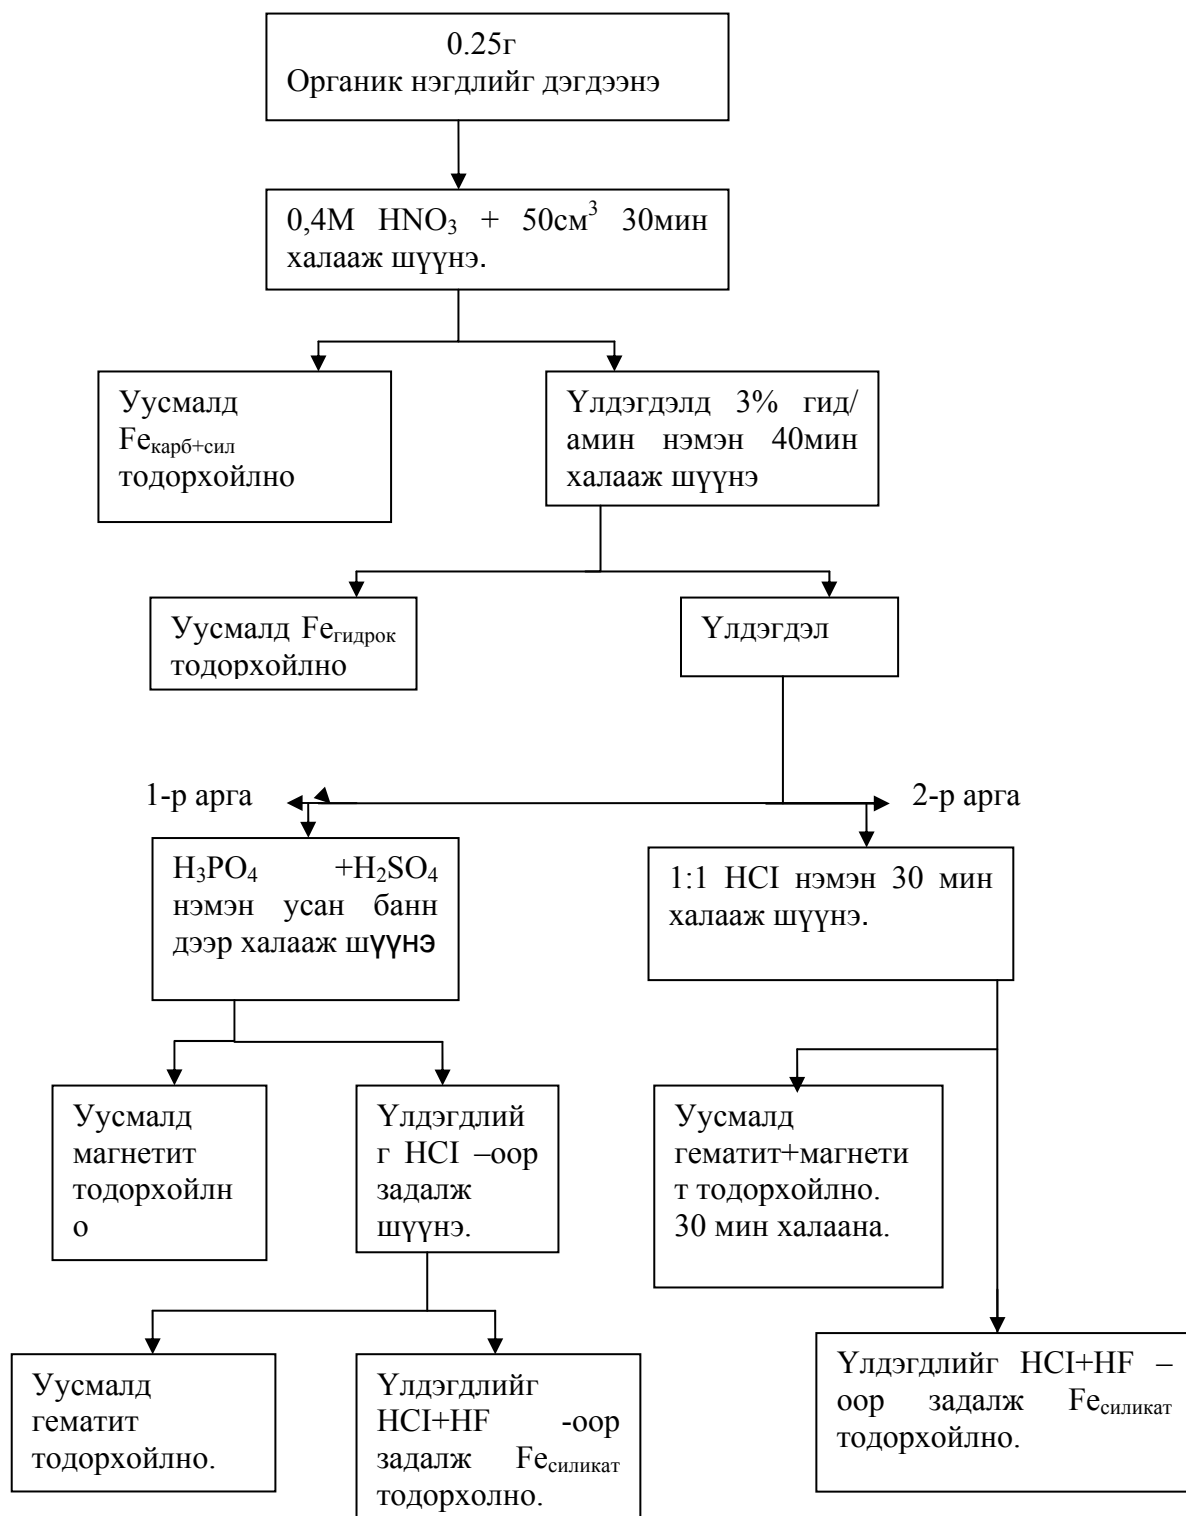 0.25г
Органик нэгдлийг дэгдээнэ
0,4М HNO₃ + 50см³ 30мин
халааж шүүнэ.
Уусмалд
Feкарб+сил
тодорхойлно
Үлдэгдэлд 3% гид/
амин нэмэн 40мин
халааж шүүнэ
Уусмалд Feгидрок
тодорхойлно
Үлдэгдэл
1-р арга
2-р арга
H₃PO₄ +H₂SO₄
нэмэн усан банн
дээр халааж шүүнэ
1:1 HCI нэмэн 30 мин
халааж шүүнэ.
Уусмалд
магнетит
тодорхойлн
о
Үлдэгдлий
г HCI –оор
задалж
шүүнэ.
Уусмалд
гематит+магнети
т тодорхойлно.
30 мин халаана.
Уусмалд
гематит
тодорхойлно.
Үлдэгдлийг
HCI+HF -оор
задалж Feсиликат
тодорхолно.
Үлдэгдлийг HCI+HF –
оор задалж Feсиликат
тодорхойлно.